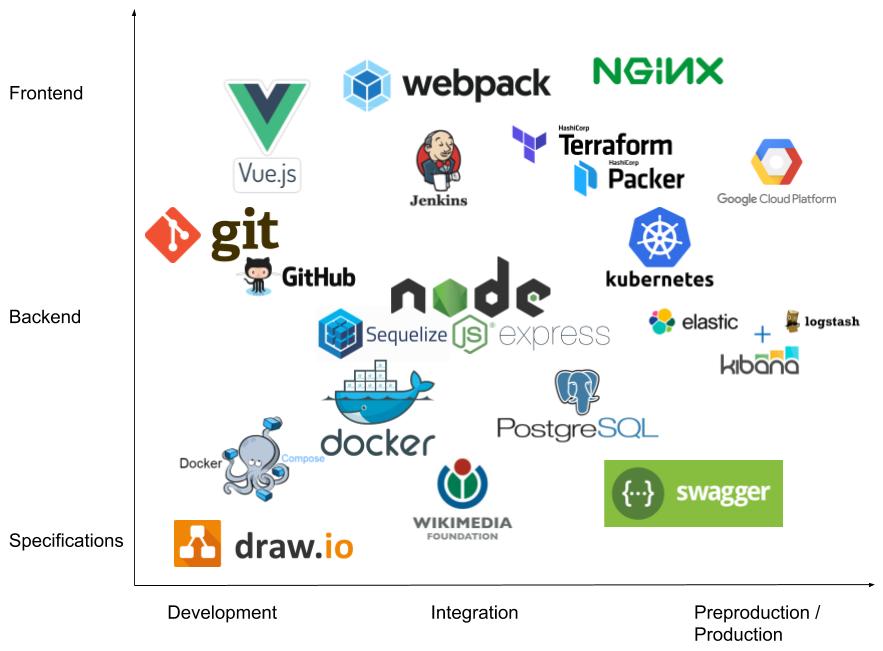 Frontend
webpack
NGiNX
Vue.js
Jenkins
HashiCorp
Terraform
HashiCorp
Packer
Google Cloud Platform
git
GitHub
kubernetes
node
Backend
Sequelize
JS
express
elastic
+
logstash
kibana
docker
PostgreSQL
Docker
Compose
WIKIMEDIA
FOUNDATION
{···}
swagger
Specifications
draw.io
Development
Integration
Preproduction /
Production